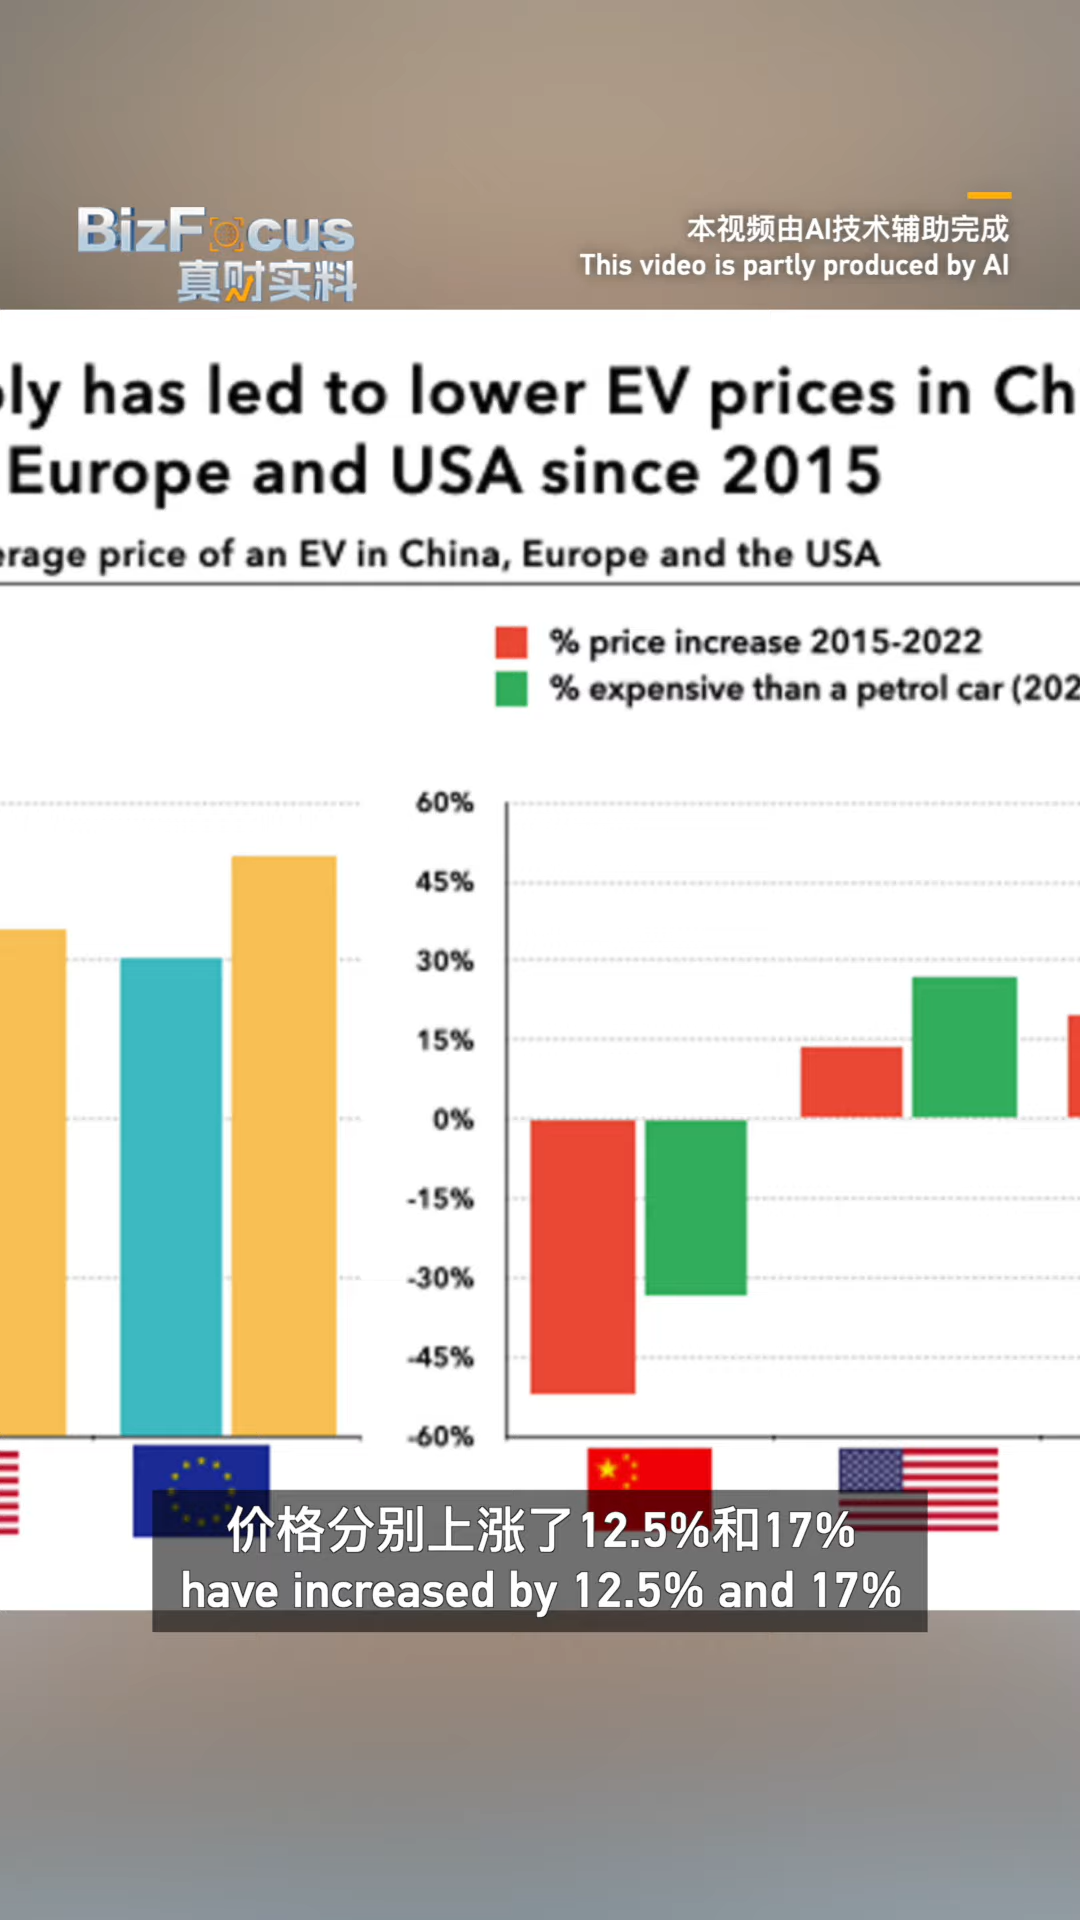 BizFocus
真财实料
本视频由AI技术辅助完成
This video is partly produced by AI
ly has led to lower EV prices in Ch
Europe and USA since 2015
erage price of an EV in China, Europe and the USA
% price increase 2015-2022
% expensive than a petrol car (202
60%
45%
30%
15%
0%
-15%
-30%
-45%
-60%
价格分别上涨了12.5%和17%
have increased by 12.5% and 17%